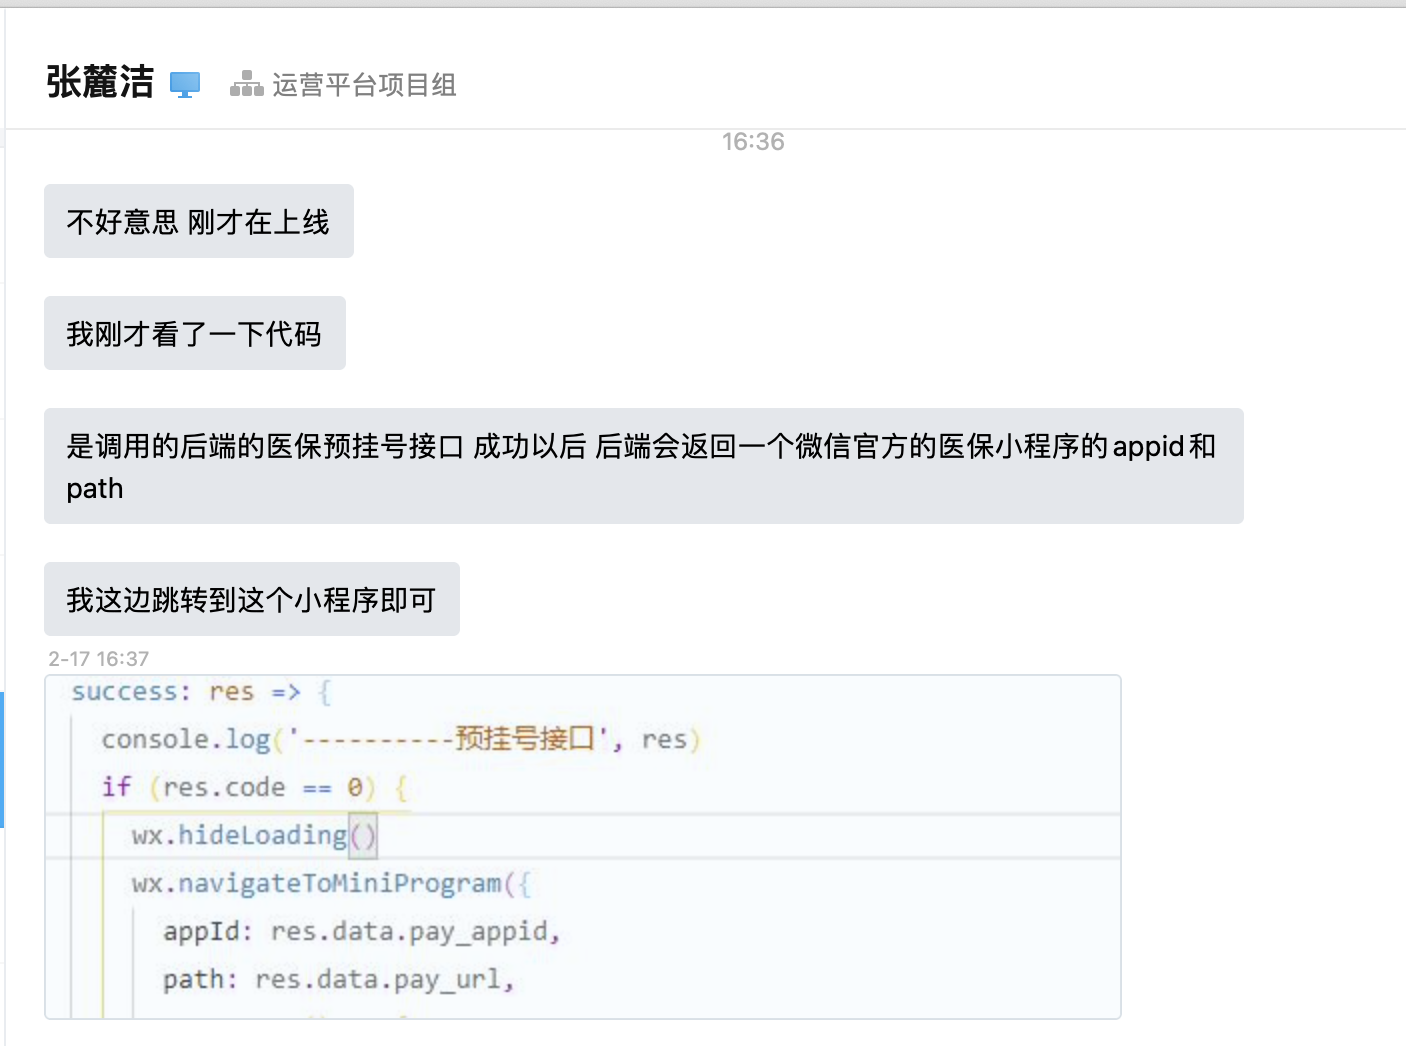 张麓洁 运营平台项目组
16:36
不好意思 刚才在上线
我刚才看了一下代码
是调用的后端的医保预挂号接口 成功以后 后端会返回一个微信官方的医保小程序的appid和
path
我这边跳转到这个小程序即可
2-17 16:37
success: res => {
console.log('----------预挂号接口', res)
if (res.code == 0) {
wx.hideLoading()
wx.navigateToMiniProgram({
appId: res.data.pay_appid,
path: res.data.pay_url,